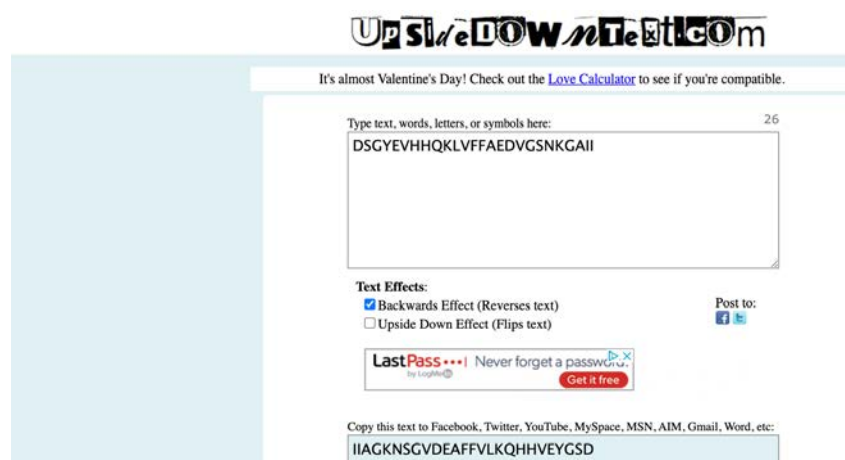 UpsideDownText.com
It's almost Valentine's Day! Check out the Love Calculator to see if you're compatible.
Type text, words, letters, or symbols here:
26
DSGYEVHHQKLVFFAEDVGSNKGAII
Text Effects:
Backwards Effect (Reverses text)
Upside Down Effect (Flips text)
Post to:
LastPass •••|
by LogMeIn
Never forget a password.
Get it free
Copy this text to Facebook, Twitter, YouTube, MySpace, MSN, AIM, Gmail, Word, etc:
IIAGKNSGVDEAFFVLKQHHVEYGSD